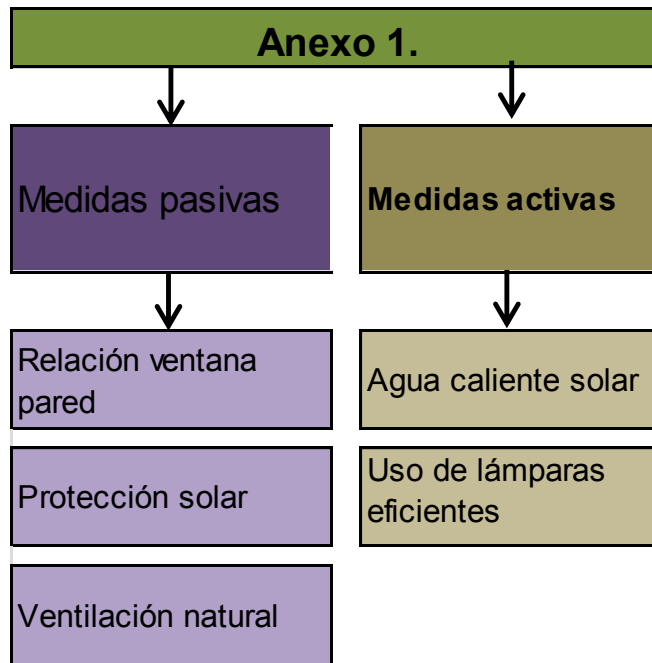 Anexo 1.
Medidas pasivas
Medidas activas
Relación ventana
pared
Agua caliente solar
Protección solar
Uso de lámparas
eficientes
Ventilación natural